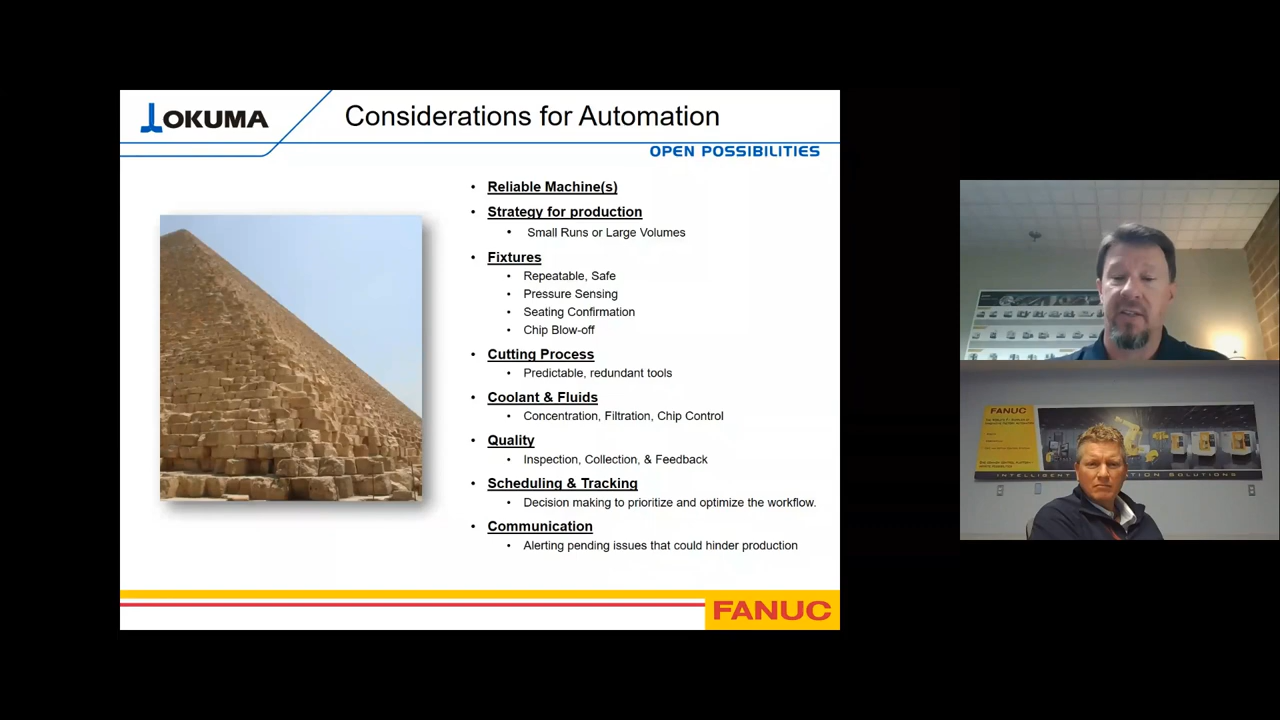 OKUMA
Considerations for Automation
OPEN POSSIBILITIES
• Reliable Machine(s)
• Strategy for production
• Small Runs or Large Volumes
• Fixtures
• Repeatable, Safe
• Pressure Sensing
• Seating Confirmation
• Chip Blow-off
• Cutting Process
• Predictable, redundant tools
• Coolant & Fluids
• Concentration, Filtration, Chip Control
• Quality
• Inspection, Collection, & Feedback
• Scheduling & Tracking
• Decision making to prioritize and optimize the workflow.
• Communication
• Alerting pending issues that could hinder production
FANUC
FANUC
INTELLIGENT
SOLUTIONS